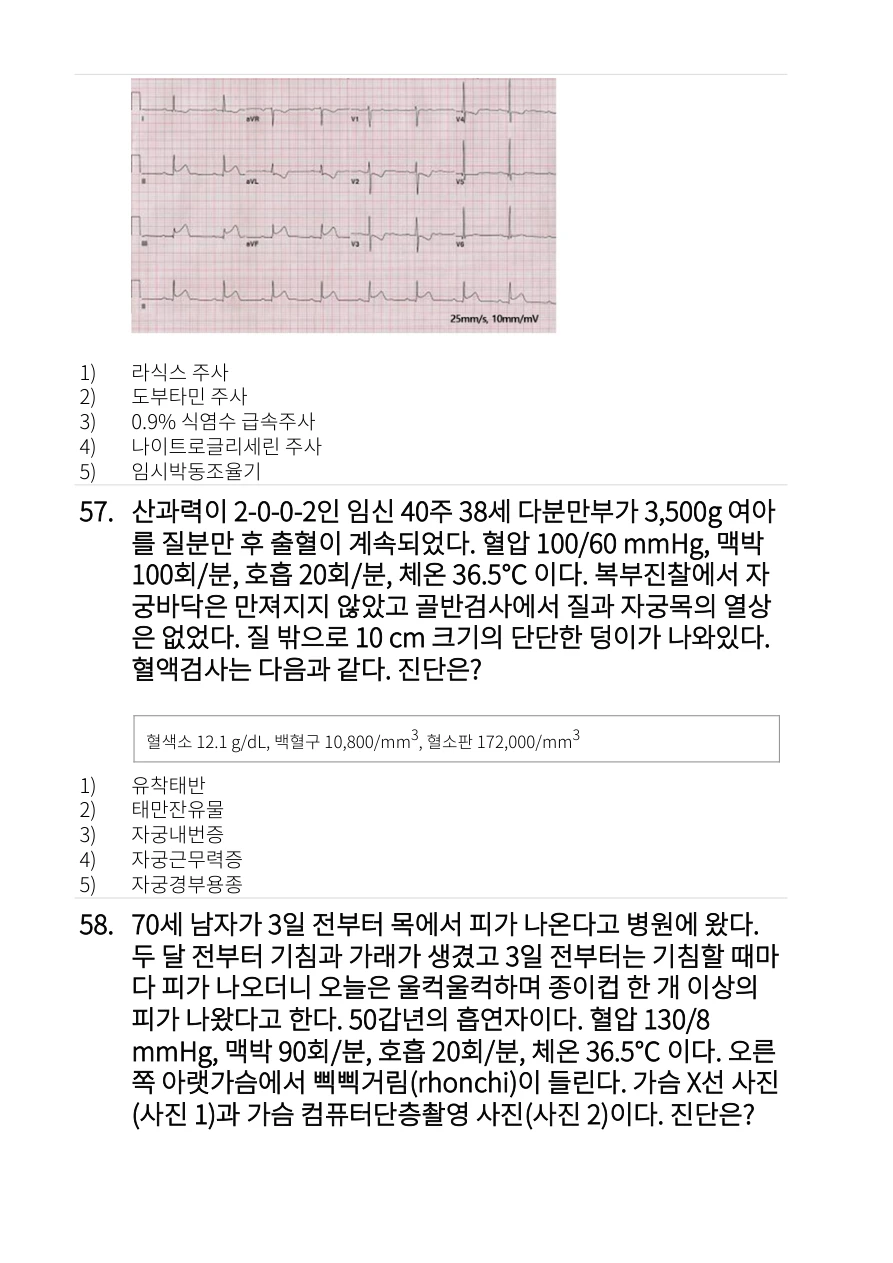 I
aVR
V1
V4
II
aVL
V2
V5
III
aVF
V3
V6
II
25mm/s, 10mm/mV
1) 라식스 주사
2) 도부타민 주사
3) 0.9% 식염수 급속주사
4) 나이트로글리세린 주사
5) 임시박동조율기
57. 산과력이 2-0-0-2인 임신 40주 38세 다분만부가 3,500g 여아
를 질분만 후 출혈이 계속되었다. 혈압 100/60 mmHg, 맥박
100회/분, 호흡 20회/분, 체온 36.5℃ 이다. 복부진찰에서 자
궁바닥은 만져지지 않았고 골반검사에서 질과 자궁목의 열상
은 없었다. 질 밖으로 10 cm 크기의 단단한 덩이가 나와있다.
혈액검사는 다음과 같다. 진단은?
혈색소 12.1 g/dL, 백혈구 10,800/mm³, 혈소판 172,000/mm³
1) 유착태반
2) 태만잔유물
3) 자궁내번증
4) 자궁근무력증
5) 자궁경부용종
58. 70세 남자가 3일 전부터 목에서 피가 나온다고 병원에 왔다.
두 달 전부터 기침과 가래가 생겼고 3일 전부터는 기침할 때마
다 피가 나오더니 오늘은 울컥울컥하며 종이컵 한 개 이상의
피가 나왔다고 한다. 50갑년의 흡연자이다. 혈압 130/8
mmHg, 맥박 90회/분, 호흡 20회/분, 체온 36.5℃ 이다. 오른
쪽 아랫가슴에서 삑삑거림(rhonchi)이 들린다. 가슴 X선 사진
(사진 1)과 가슴 컴퓨터단층촬영 사진(사진 2)이다. 진단은?